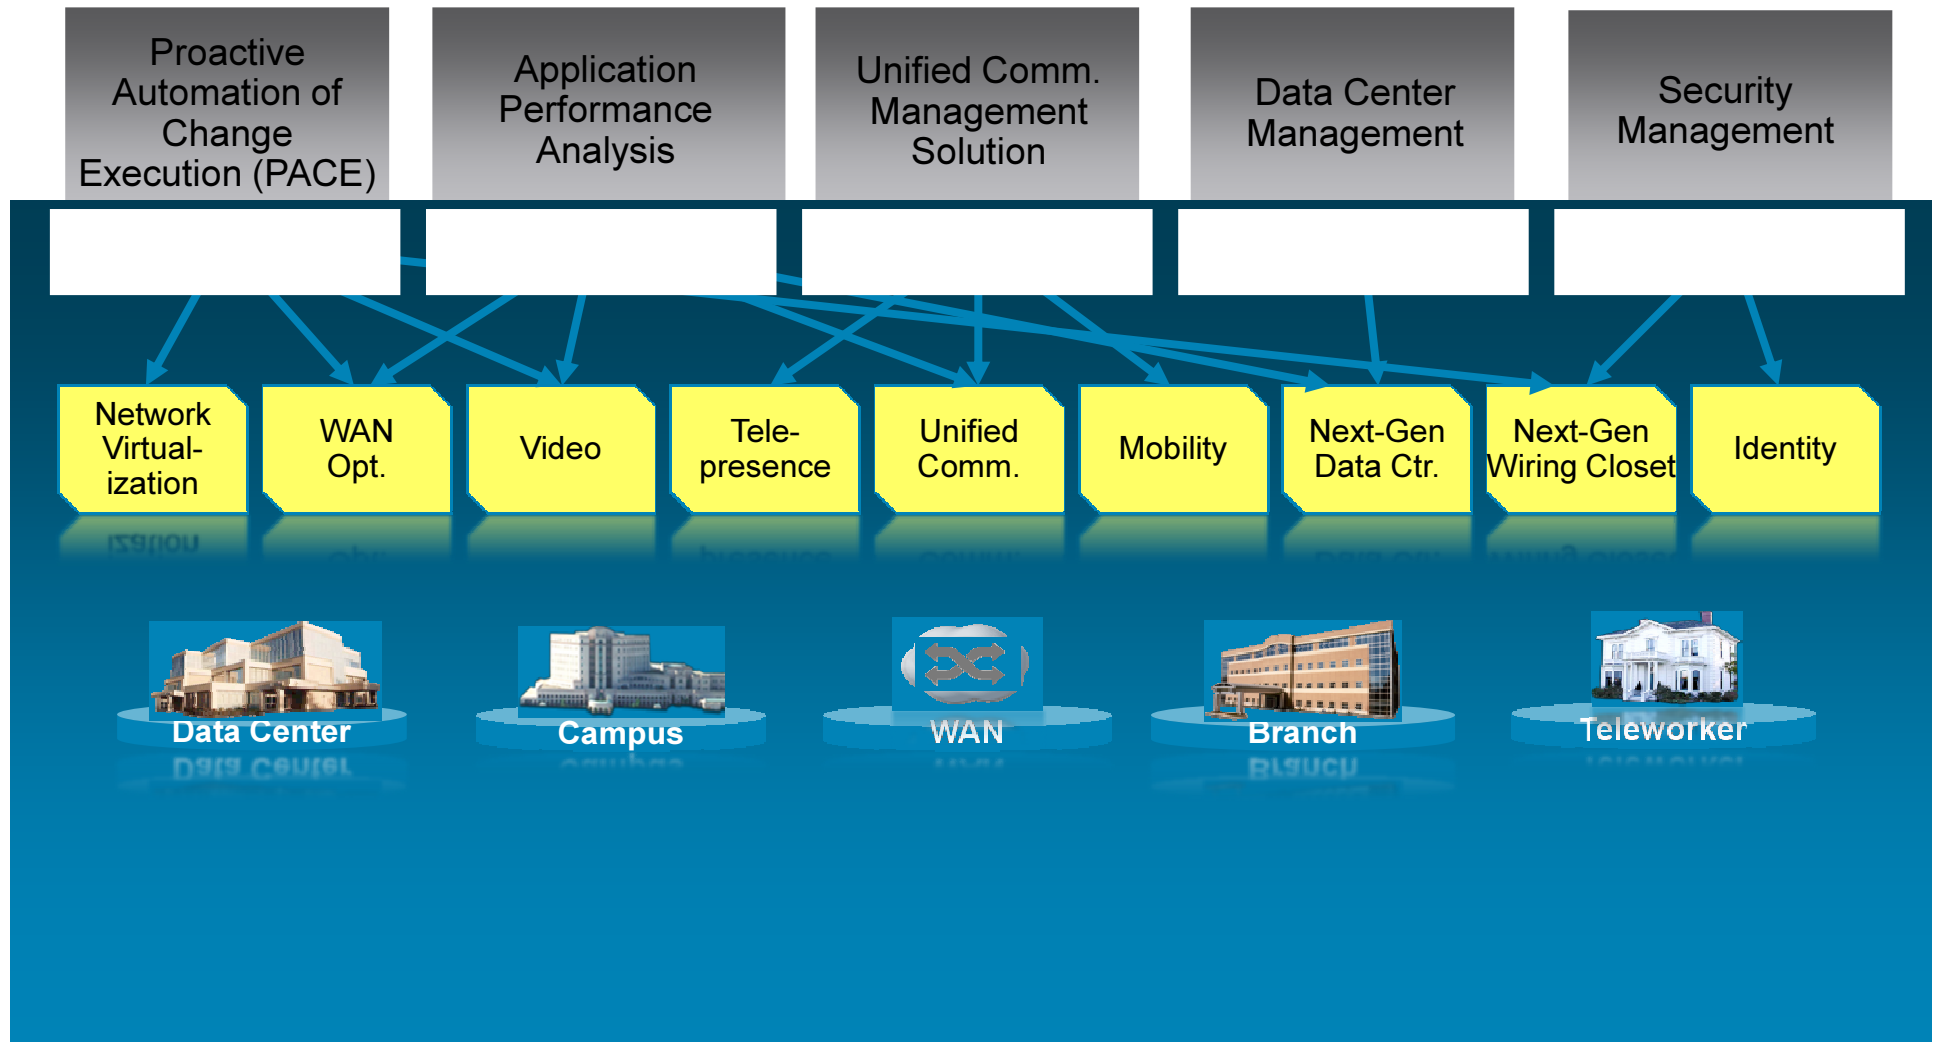 Proactive
Automation of
Change
Execution (PACE)
Application
Performance
Analysis
Unified Comm.
Management
Solution
Data Center
Management
Security
Management
Network
Virtual-
ization
WAN
Opt.
Video
Tele-
presence
Unified
Comm.
Mobility
Next-Gen
Data Ctr.
Next-Gen
Wiring Closet
Identity
Data Center
Campus
WAN
Branch
Teleworker